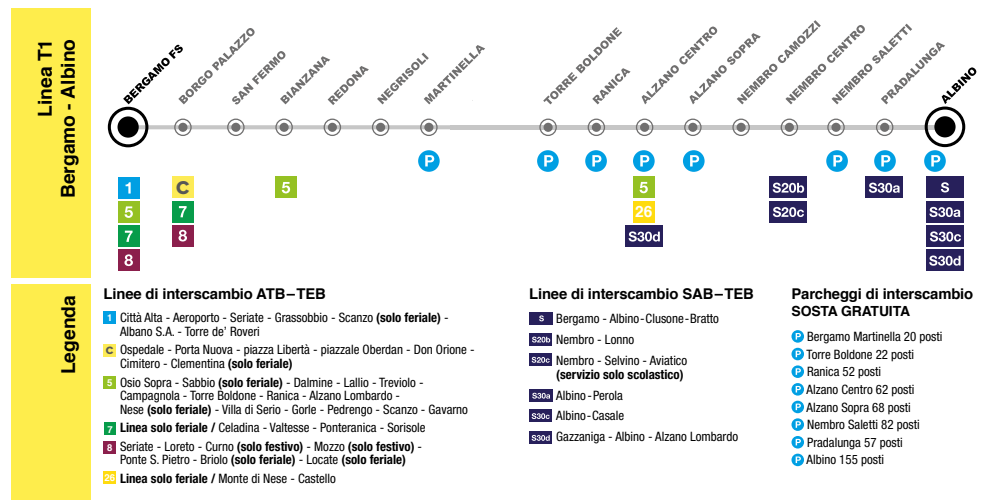 Linea T1
Bergamo - Albino
BERGAMO FS
BORGO PALAZZO
SAN FERMO
BIANZANA
REDONA
NEGRISOLI
MARTINELLA
TORRE BOLDONE
RANICA
ALZANO CENTRO
ALZANO SOPRA
NEMBRO CAMOZZI
NEMBRO CENTRO
NEMBRO SALETTI
PRADALUNGA
ALBINO
P P P P P P P P
1 C 5 5 S20b S30a S
5 7 26 S20c S30a
7 8 S30d S30c
8 S30d
Legenda
Linee di interscambio ATB–TEB
1 Città Alta - Aeroporto - Seriate - Grassobbio - Scanzo (solo feriale) -
Albano S.A. - Torre de' Roveri
C Ospedale - Porta Nuova - piazza Libertà - piazzale Oberdan - Don Orione -
Cimitero - Clementina (solo feriale)
5 Osio Sopra - Sabbio (solo feriale) - Dalmine - Lallio - Treviolo -
Campagnola - Torre Boldone - Ranica - Alzano Lombardo -
Nese (solo feriale) - Villa di Serio - Gorle - Pedrengo - Scanzo - Gavarno
7 Linea solo feriale / Celadina - Valtesse - Ponteranica - Sorisole
8 Seriate - Loreto - Curno (solo festivo) - Mozzo (solo festivo) -
Ponte S. Pietro - Briolo (solo feriale) - Locate (solo feriale)
26 Linea solo feriale / Monte di Nese - Castello
Linee di interscambio SAB–TEB
S Bergamo - Albino-Clusone-Bratto
S20b Nembro - Lonno
S20c Nembro - Selvino - Aviatico
(servizio solo scolastico)
S30a Albino-Perola
S30c Albino-Casale
S30d Gazzaniga - Albino - Alzano Lombardo
Parcheggi di interscambio
SOSTA GRATUITA
P Bergamo Martinella 20 posti
P Torre Boldone 22 posti
P Ranica 52 posti
P Alzano Centro 62 posti
P Alzano Sopra 68 posti
P Nembro Saletti 82 posti
P Pradalunga 57 posti
P Albino 155 posti